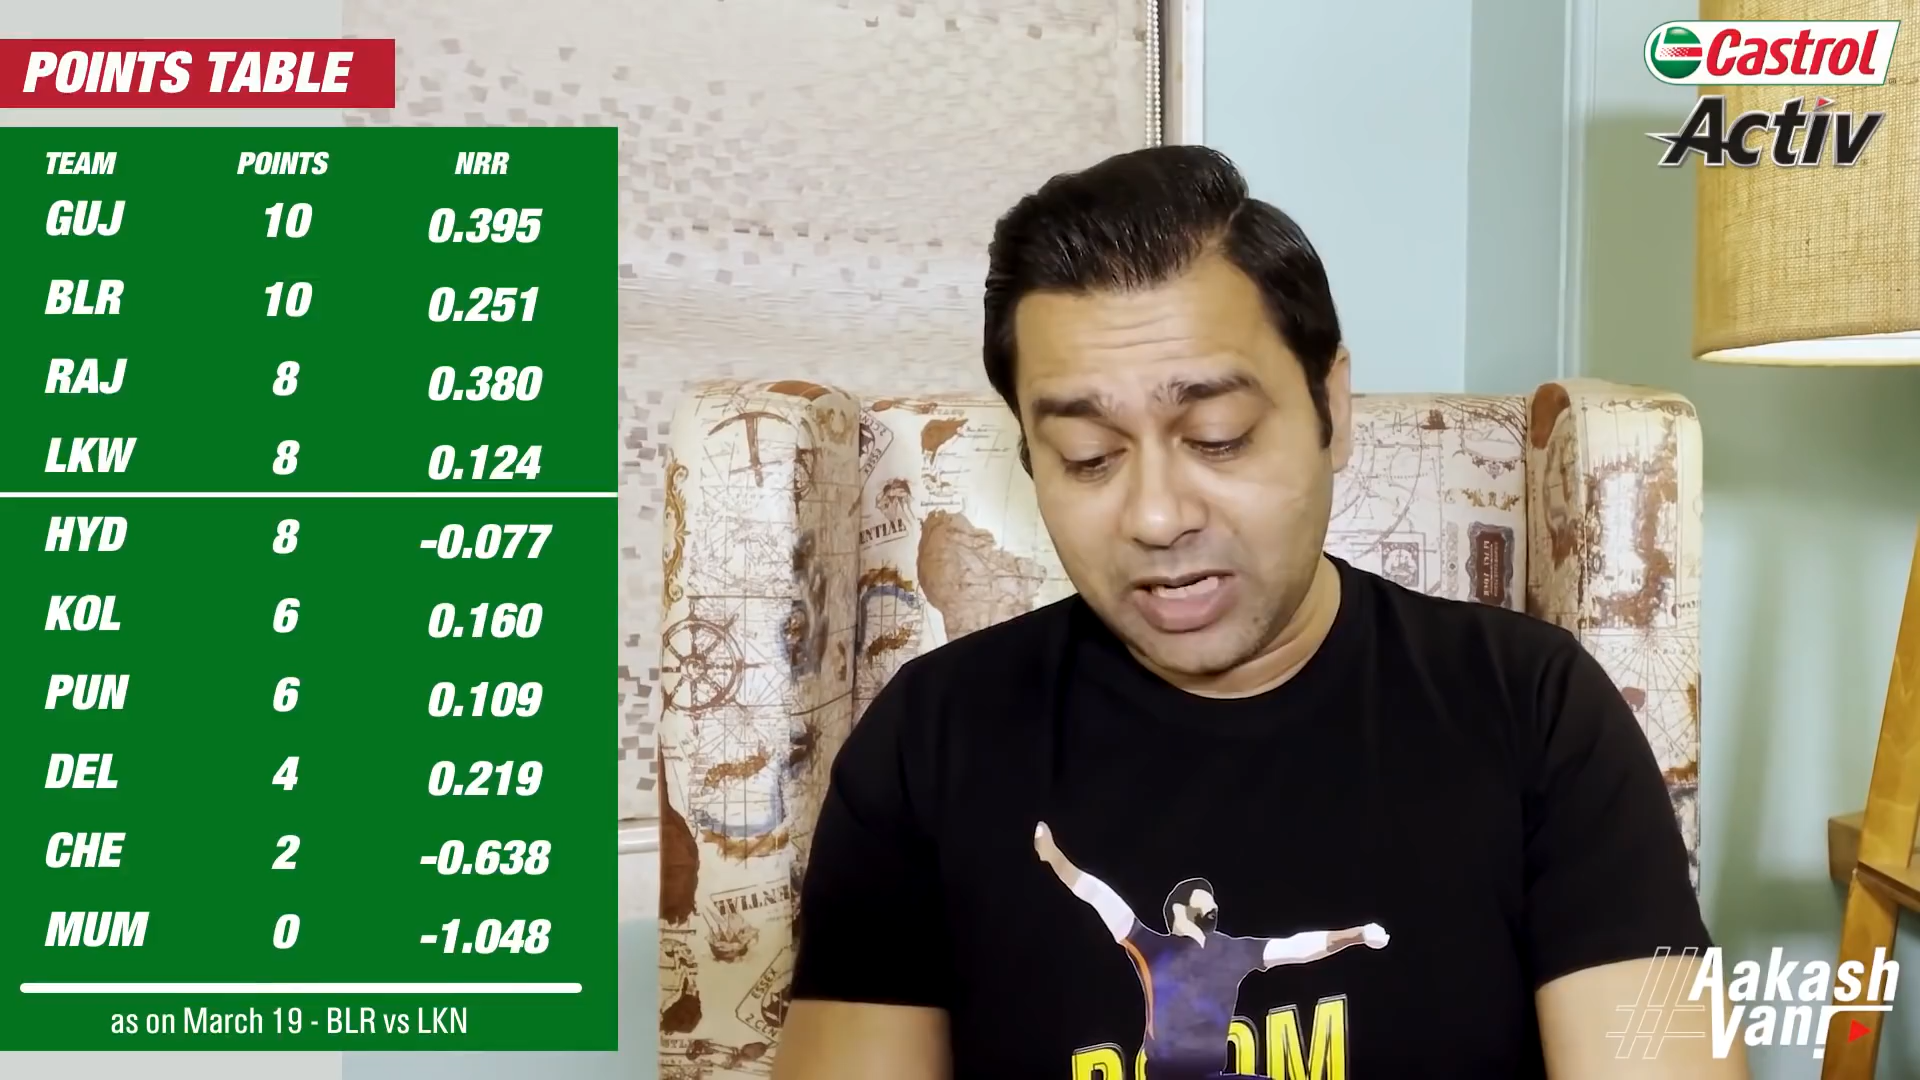 POINTS TABLE
TEAM POINTS NRR
GUJ 10 0.395
BLR 10 0.251
RAJ 8 0.380
LKW 8 0.124
HYD 8 -0.077
KOL 6 0.160
PUN 6 0.109
DEL 4 0.219
CHE 2 -0.638
MUM 0 -1.048
as on March 19 - BLR vs LKN
Castrol
Activ
#Aakash
Vani